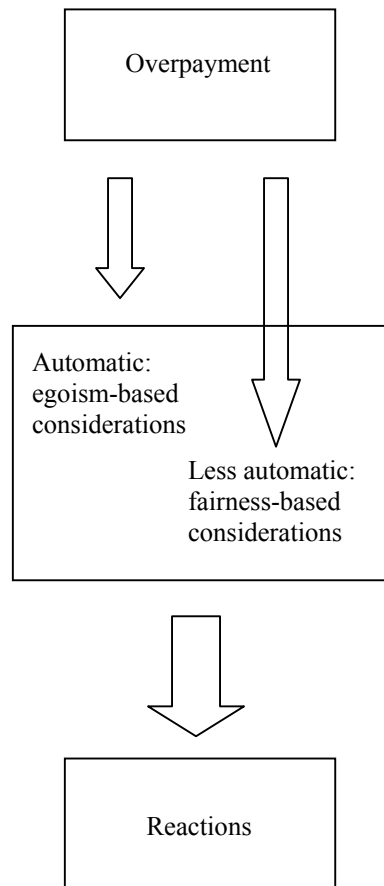 Overpayment
Automatic:
egoism-based
considerations
Less automatic:
fairness-based
considerations
Reactions